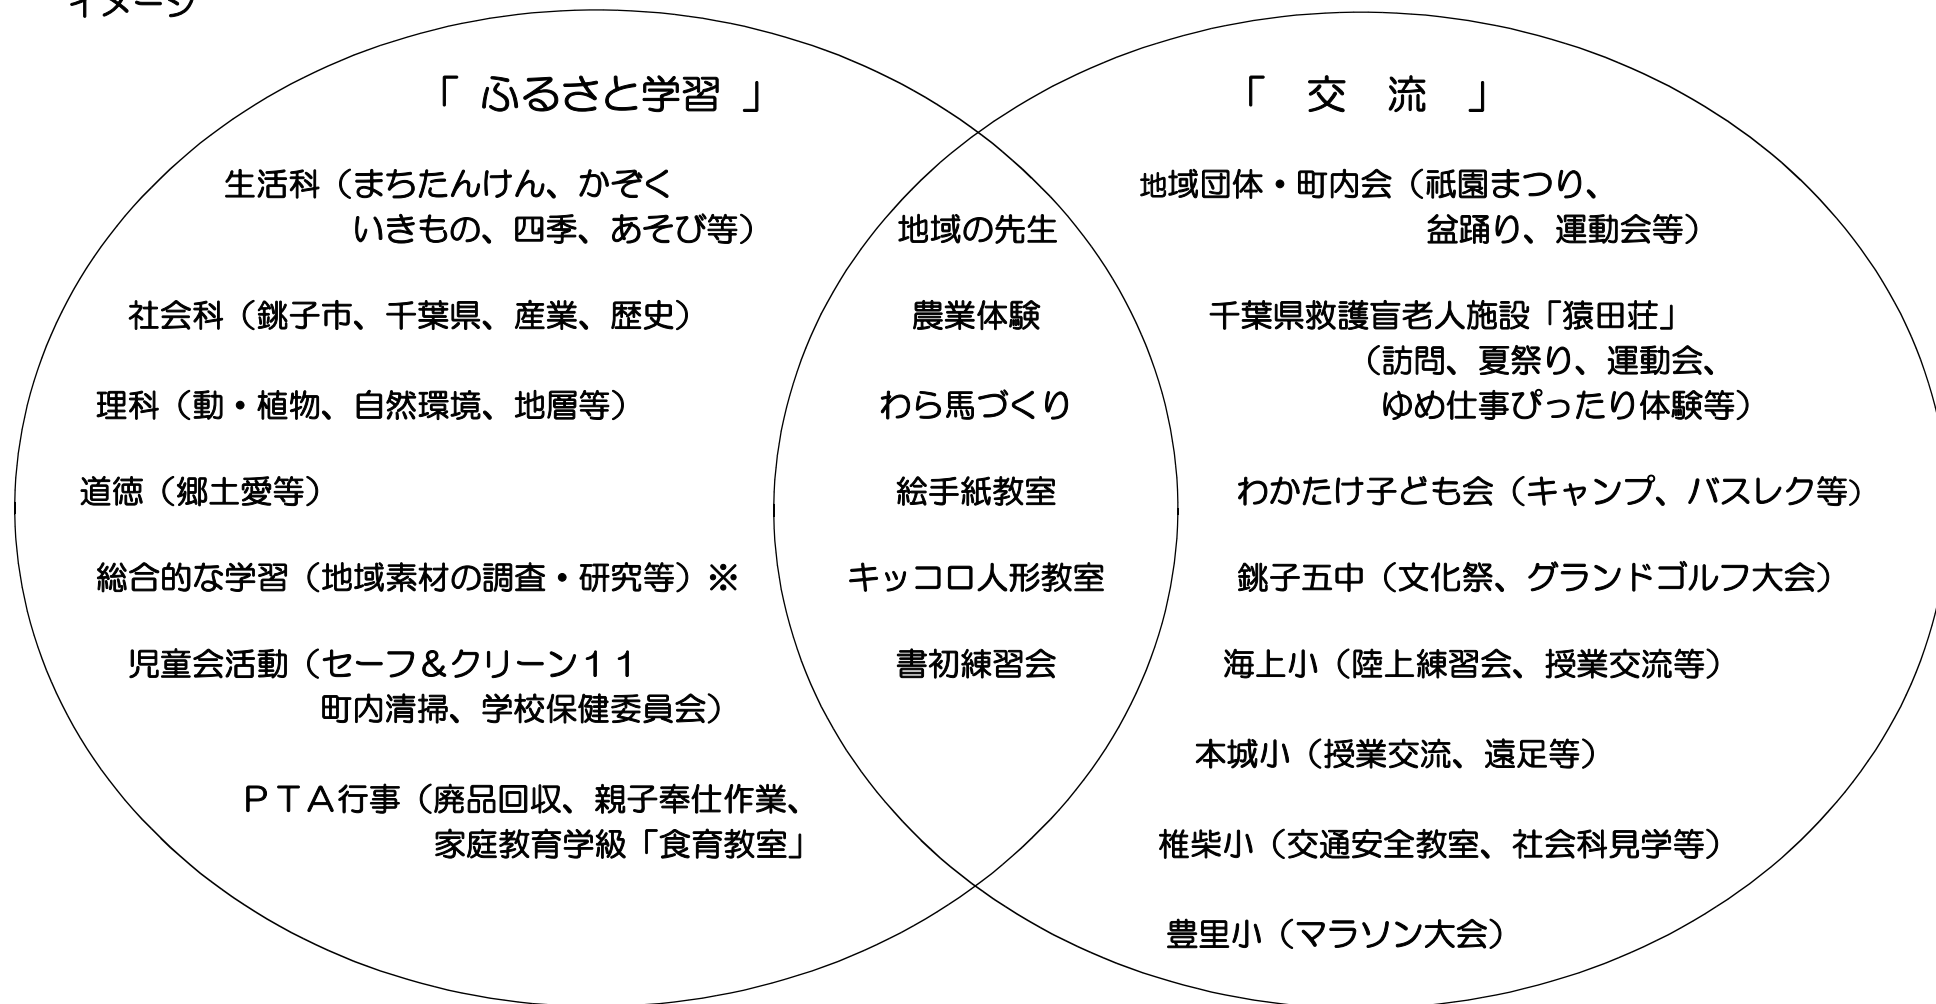 イメージ
「 ふるさと学習 」
生活科（まちたんけん、かぞく
いきもの、四季、あそび等）
社会科（銚子市、千葉県、産業、歴史）
理科（動・植物、自然環境、地層等）
道徳（郷土愛等）
総合的な学習（地域素材の調査・研究等）※
児童会活動（セーフ＆クリーン１１
町内清掃、学校保健委員会）
ＰＴＡ行事（廃品回収、親子奉仕作業、
家庭教育学級「食育教室」
地域の先生
農業体験
わら馬づくり
絵手紙教室
キッコロ人形教室
書初練習会
「　交　流　」
地域団体・町内会（祇園まつり、
盆踊り、運動会等）
千葉県救護盲老人施設「猿田荘」
（訪問、夏祭り、運動会、
ゆめ仕事ぴったり体験等）
わかたけ子ども会（キャンプ、バスレク等）
銚子五中（文化祭、グランドゴルフ大会）
海上小（陸上練習会、授業交流等）
本城小（授業交流、遠足等）
椎柴小（交通安全教室、社会科見学等）
豊里小（マラソン大会）